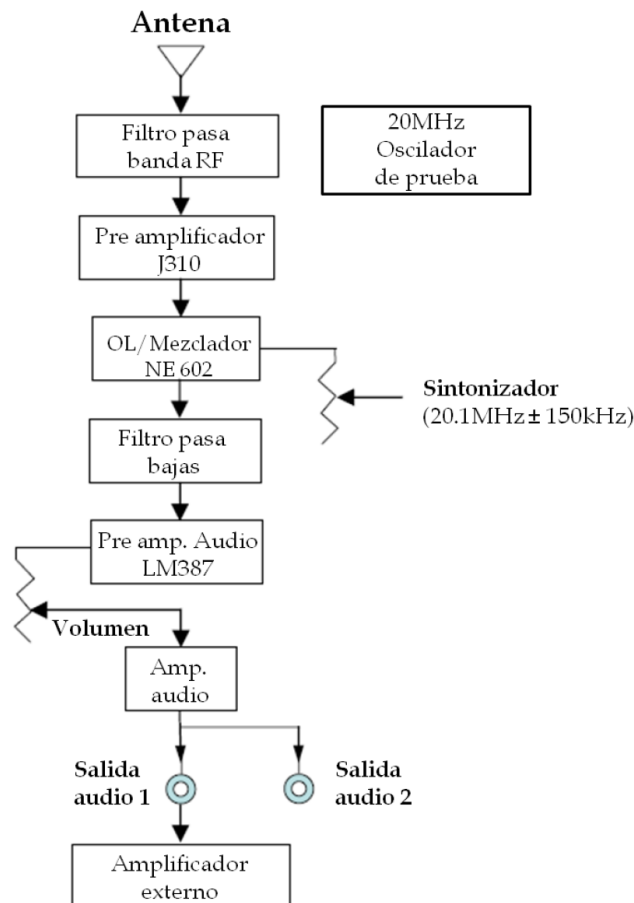 Antena
Filtro pasa
banda RF
20MHz
Oscilador
de prueba
Pre amplificador
J310
OL/Mezclador
NE 602
Sintonizador
(20.1MHz ± 150kHz)
Filtro pasa
bajas
Pre amp. Audio
LM387
Volumen
Amp.
audio
Salida
audio 1
Salida
audio 2
Amplificador
externo